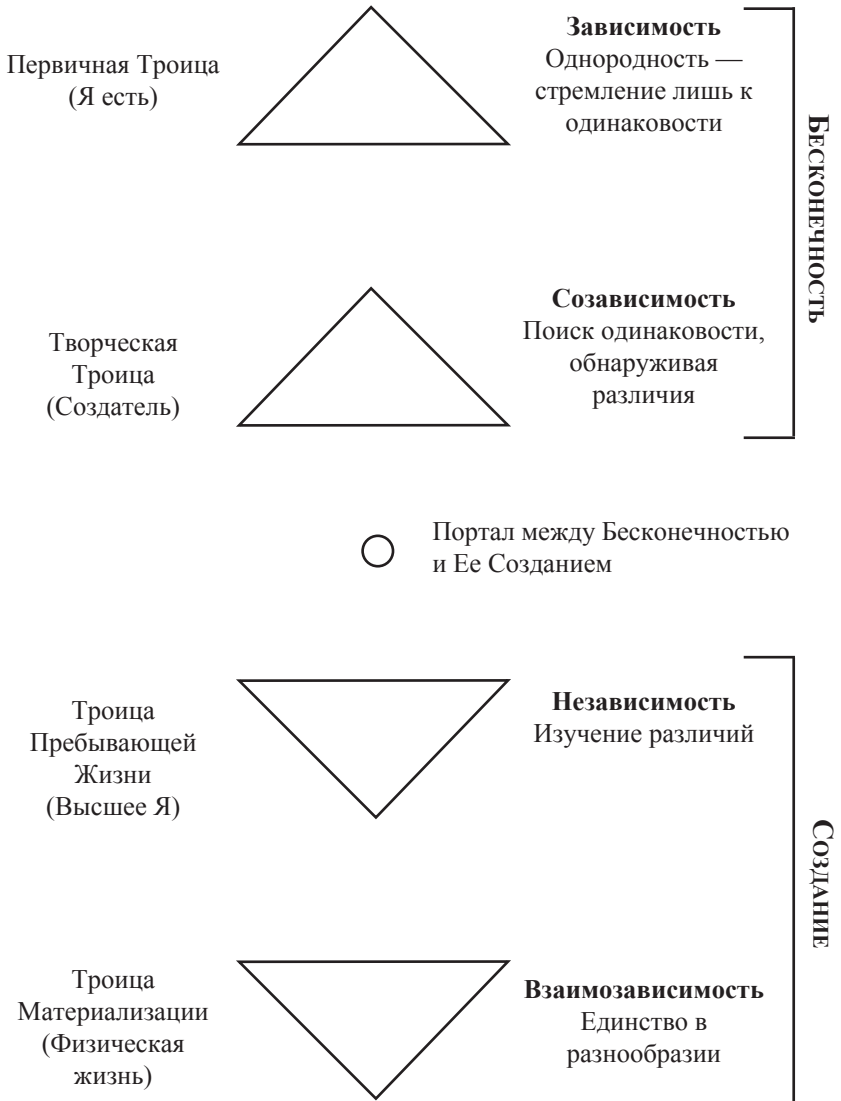 Первичная Троица
(Я есть)
Зависимость
Однородность —
стремление лишь к
одинаковости
БЕСКОНЕЧНОСТЬ
Творческая
Троица
(Создатель)
Созависимость
Поиск одинаковости,
обнаруживая
различия
Портал между Бесконечностью
и Ее Созданием
Троица
Пребывающей
Жизни
(Высшее Я)
Независимость
Изучение различий
СОЗДАНИЕ
Троица
Материализации
(Физическая
жизнь)
Взаимозависимость
Единство в
разнообразии